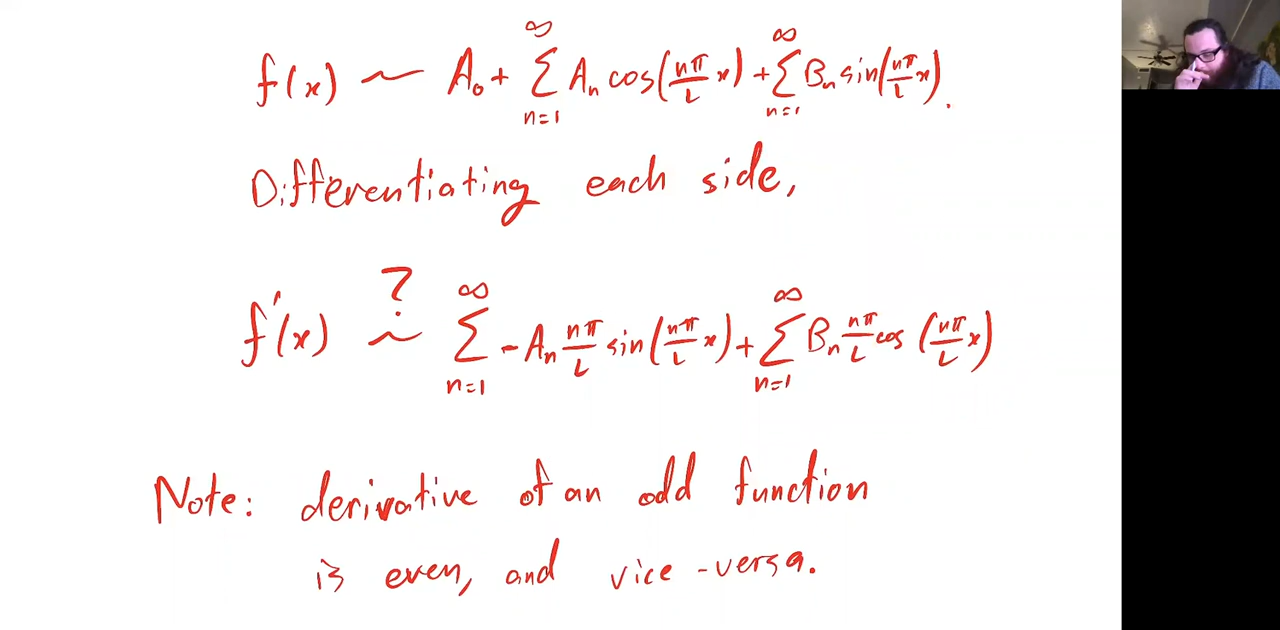 f(x) ~ A₀ + ∞∑n=1 Aₙ cos(nπ/L x) + ∞∑n=1 Bₙ sin(nπ/L x).
Differentiating each side,
f'(x) ?~ ∞∑n=1 -Aₙ nπ/L sin(nπ/L x) + ∞∑n=1 Bₙ nπ/L cos(nπ/L x)
Note: derivative of an odd function
is even, and vice-versa.